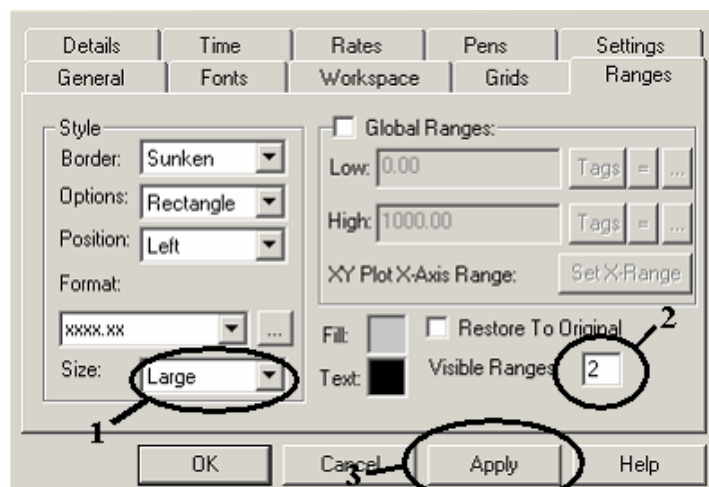 Details Time Rates Pens Settings
General Fonts Workspace Grids Ranges
Style
Border: Sunken
Options: Rectangle
Position: Left
Format:
xxxx.xx ...
Size: Large
1
Global Ranges:
Low: 0.00 Tags = ...
High: 1000.00 Tags = ...
XY Plot X-Axis Range: Set X-Range
Fill: Restore To Original
Text: Visible Ranges 2
2
OK Cancel Apply Help
3